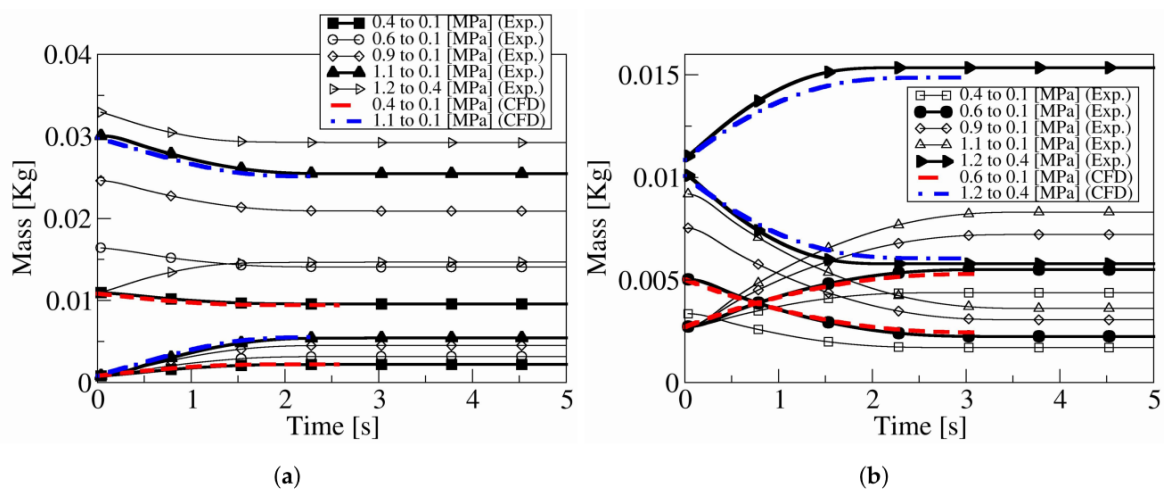 0.4 to 0.1 [MPa] (Exp.)
0.6 to 0.1 [MPa] (Exp.)
0.9 to 0.1 [MPa] (Exp.)
1.1 to 0.1 [MPa] (Exp.)
1.2 to 0.4 [MPa] (Exp.)
0.4 to 0.1 [MPa] (CFD)
1.1 to 0.1 [MPa] (CFD)
0.04
0.03
0.02
0.01
0
Mass [Kg]
0 1 2 3 4 5
Time [s]
(a)
0.4 to 0.1 [MPa] (Exp.)
0.6 to 0.1 [MPa] (Exp.)
0.9 to 0.1 [MPa] (Exp.)
1.1 to 0.1 [MPa] (Exp.)
1.2 to 0.4 [MPa] (Exp.)
0.6 to 0.1 [MPa] (CFD)
1.2 to 0.4 [MPa] (CFD)
0.015
0.01
0.005
0
Mass [Kg]
0 1 2 3 4 5
Time [s]
(b)